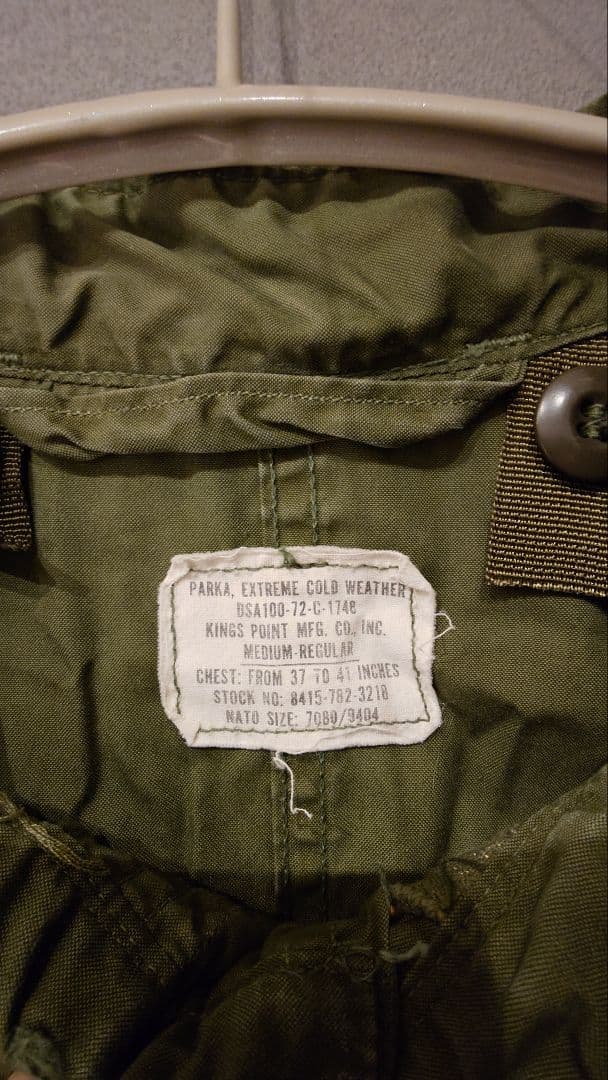 PARKA, EXTREME COLD WEATHER
DSA100-72-C-1748
KINGS POINT MFG. CO., INC.
MEDIUM-REGULAR
CHEST: FROM 37 TO 41 INCHES
STOCK NO: 8415-782-3218
NATO SIZE: 7080/9404